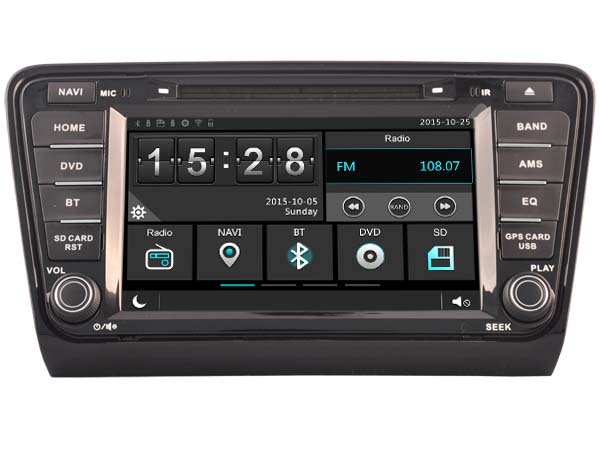 NAVI
MIC
IR
HOME
DVD
BT
SD CARD
RST
VOL
BAND
AMS
EQ
GPS CARD
USB
PLAY
SEEK
2015-10-25
15:28
2015-10-05
Sunday
Radio
FM 108.07
BAND
Radio NAVI BT DVD SD